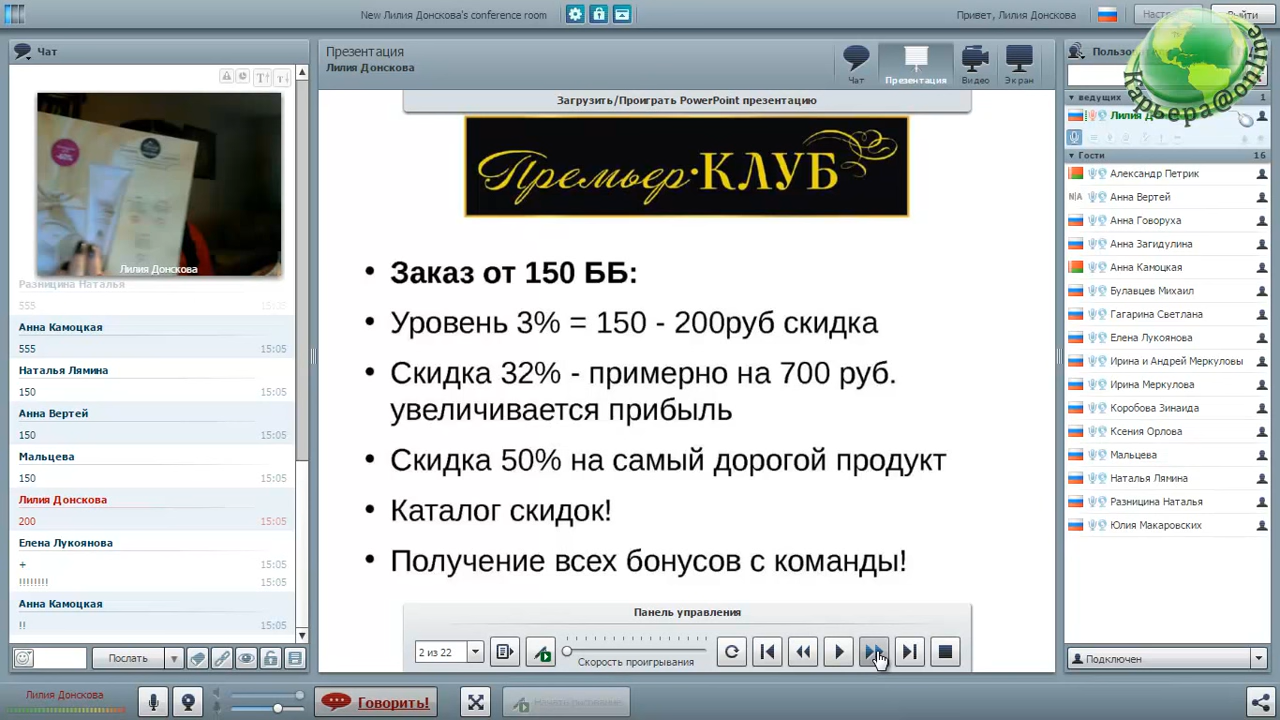 New Лилия Донскова's conference room
Привет, Лилия Донскова
Выйти
Карьера@online
Чат
Лилия Донскова
Разницина Наталья
555
15:05
Анна Камоцкая
555
15:05
Наталья Лямина
150
15:05
Анна Вертей
150
15:05
Мальцева
150
15:05
Лилия Донскова
200
15:05
Елена Лукоянова
+
15:05
!!!!!!!!
15:05
Анна Камоцкая
!!
15:05
Послать
Презентация
Лилия Донскова
Чат
Презентация
Видео
Экран
Загрузить/Проиграть PowerPoint презентацию
Премьер·КЛУБ
• Заказ от 150 ББ:
• Уровень 3% = 150 - 200руб скидка
• Скидка 32% - примерно на 700 руб.
увеличивается прибыль
• Скидка 50% на самый дорогой продукт
• Каталог скидок!
• Получение всех бонусов с команды!
Панель управления
2 из 22
Скорость проигрывания
ведущих
1
Гости
16
Александр Петрик
N|A
Анна Вертей
Анна Говоруха
Анна Загидулина
Анна Камоцкая
Булавцев Михаил
Гагарина Светлана
Елена Лукоянова
Ирина и Андрей Меркуловы
Ирина Меркулова
Коробова Зинаида
Ксения Орлова
Мальцева
Наталья Лямина
Разницина Наталья
Юлия Макаровских
Подключен
Лилия Донскова
Говорить!